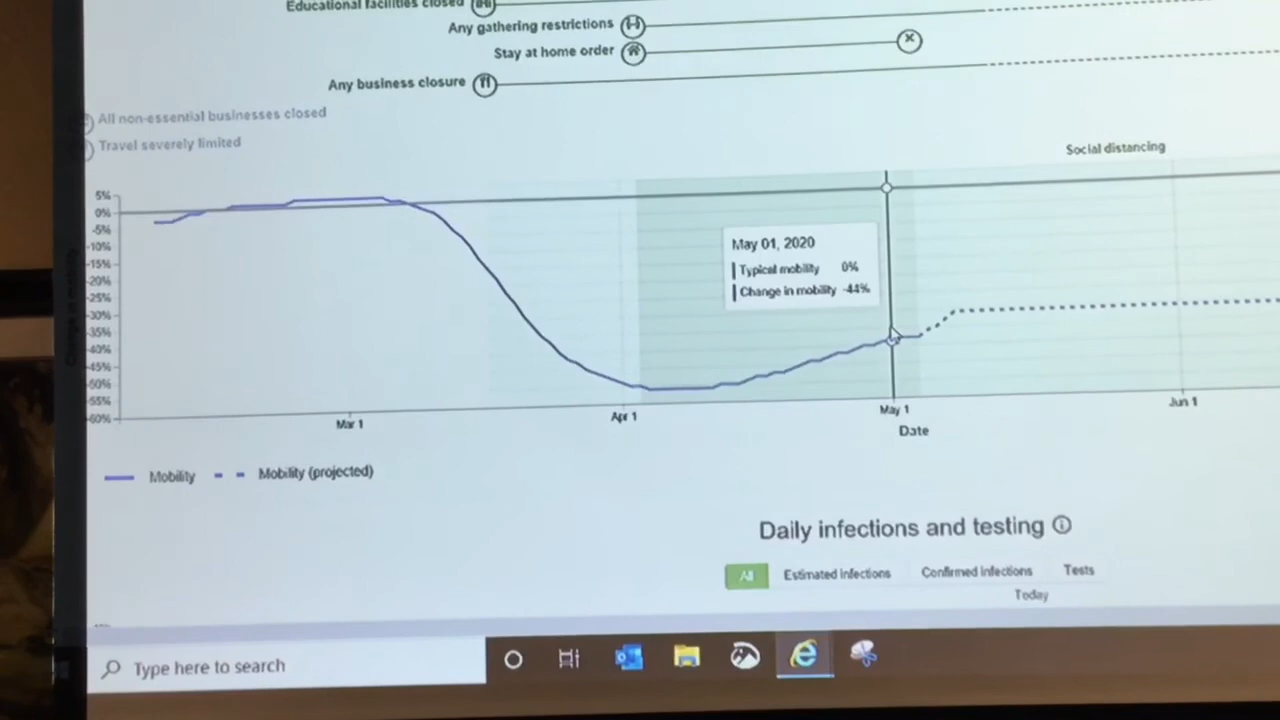 Educational facilities closed
Any gathering restrictions
Stay at home order
Any business closure
All non-essential businesses closed
Travel severely limited
Social distancing
5%
0%
-5%
-10%
-15%
-20%
-25%
-30%
-35%
-40%
-45%
-50%
-55%
-60%
May 01, 2020
Typical mobility 0%
Change in mobility -44%
Mar 1
Apr 1
May 1
Jun 1
Date
Mobility
Mobility (projected)
Daily infections and testing
All
Estimated infections
Confirmed infections
Tests
Today
Type here to search